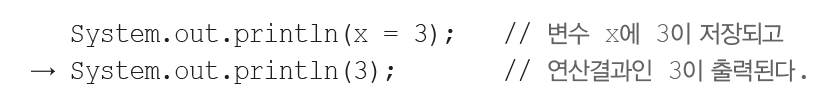 System.out.println(x = 3);   // 변수 x에 3이 저장되고
→ System.out.println(3);   // 연산결과인 3이 출력된다.